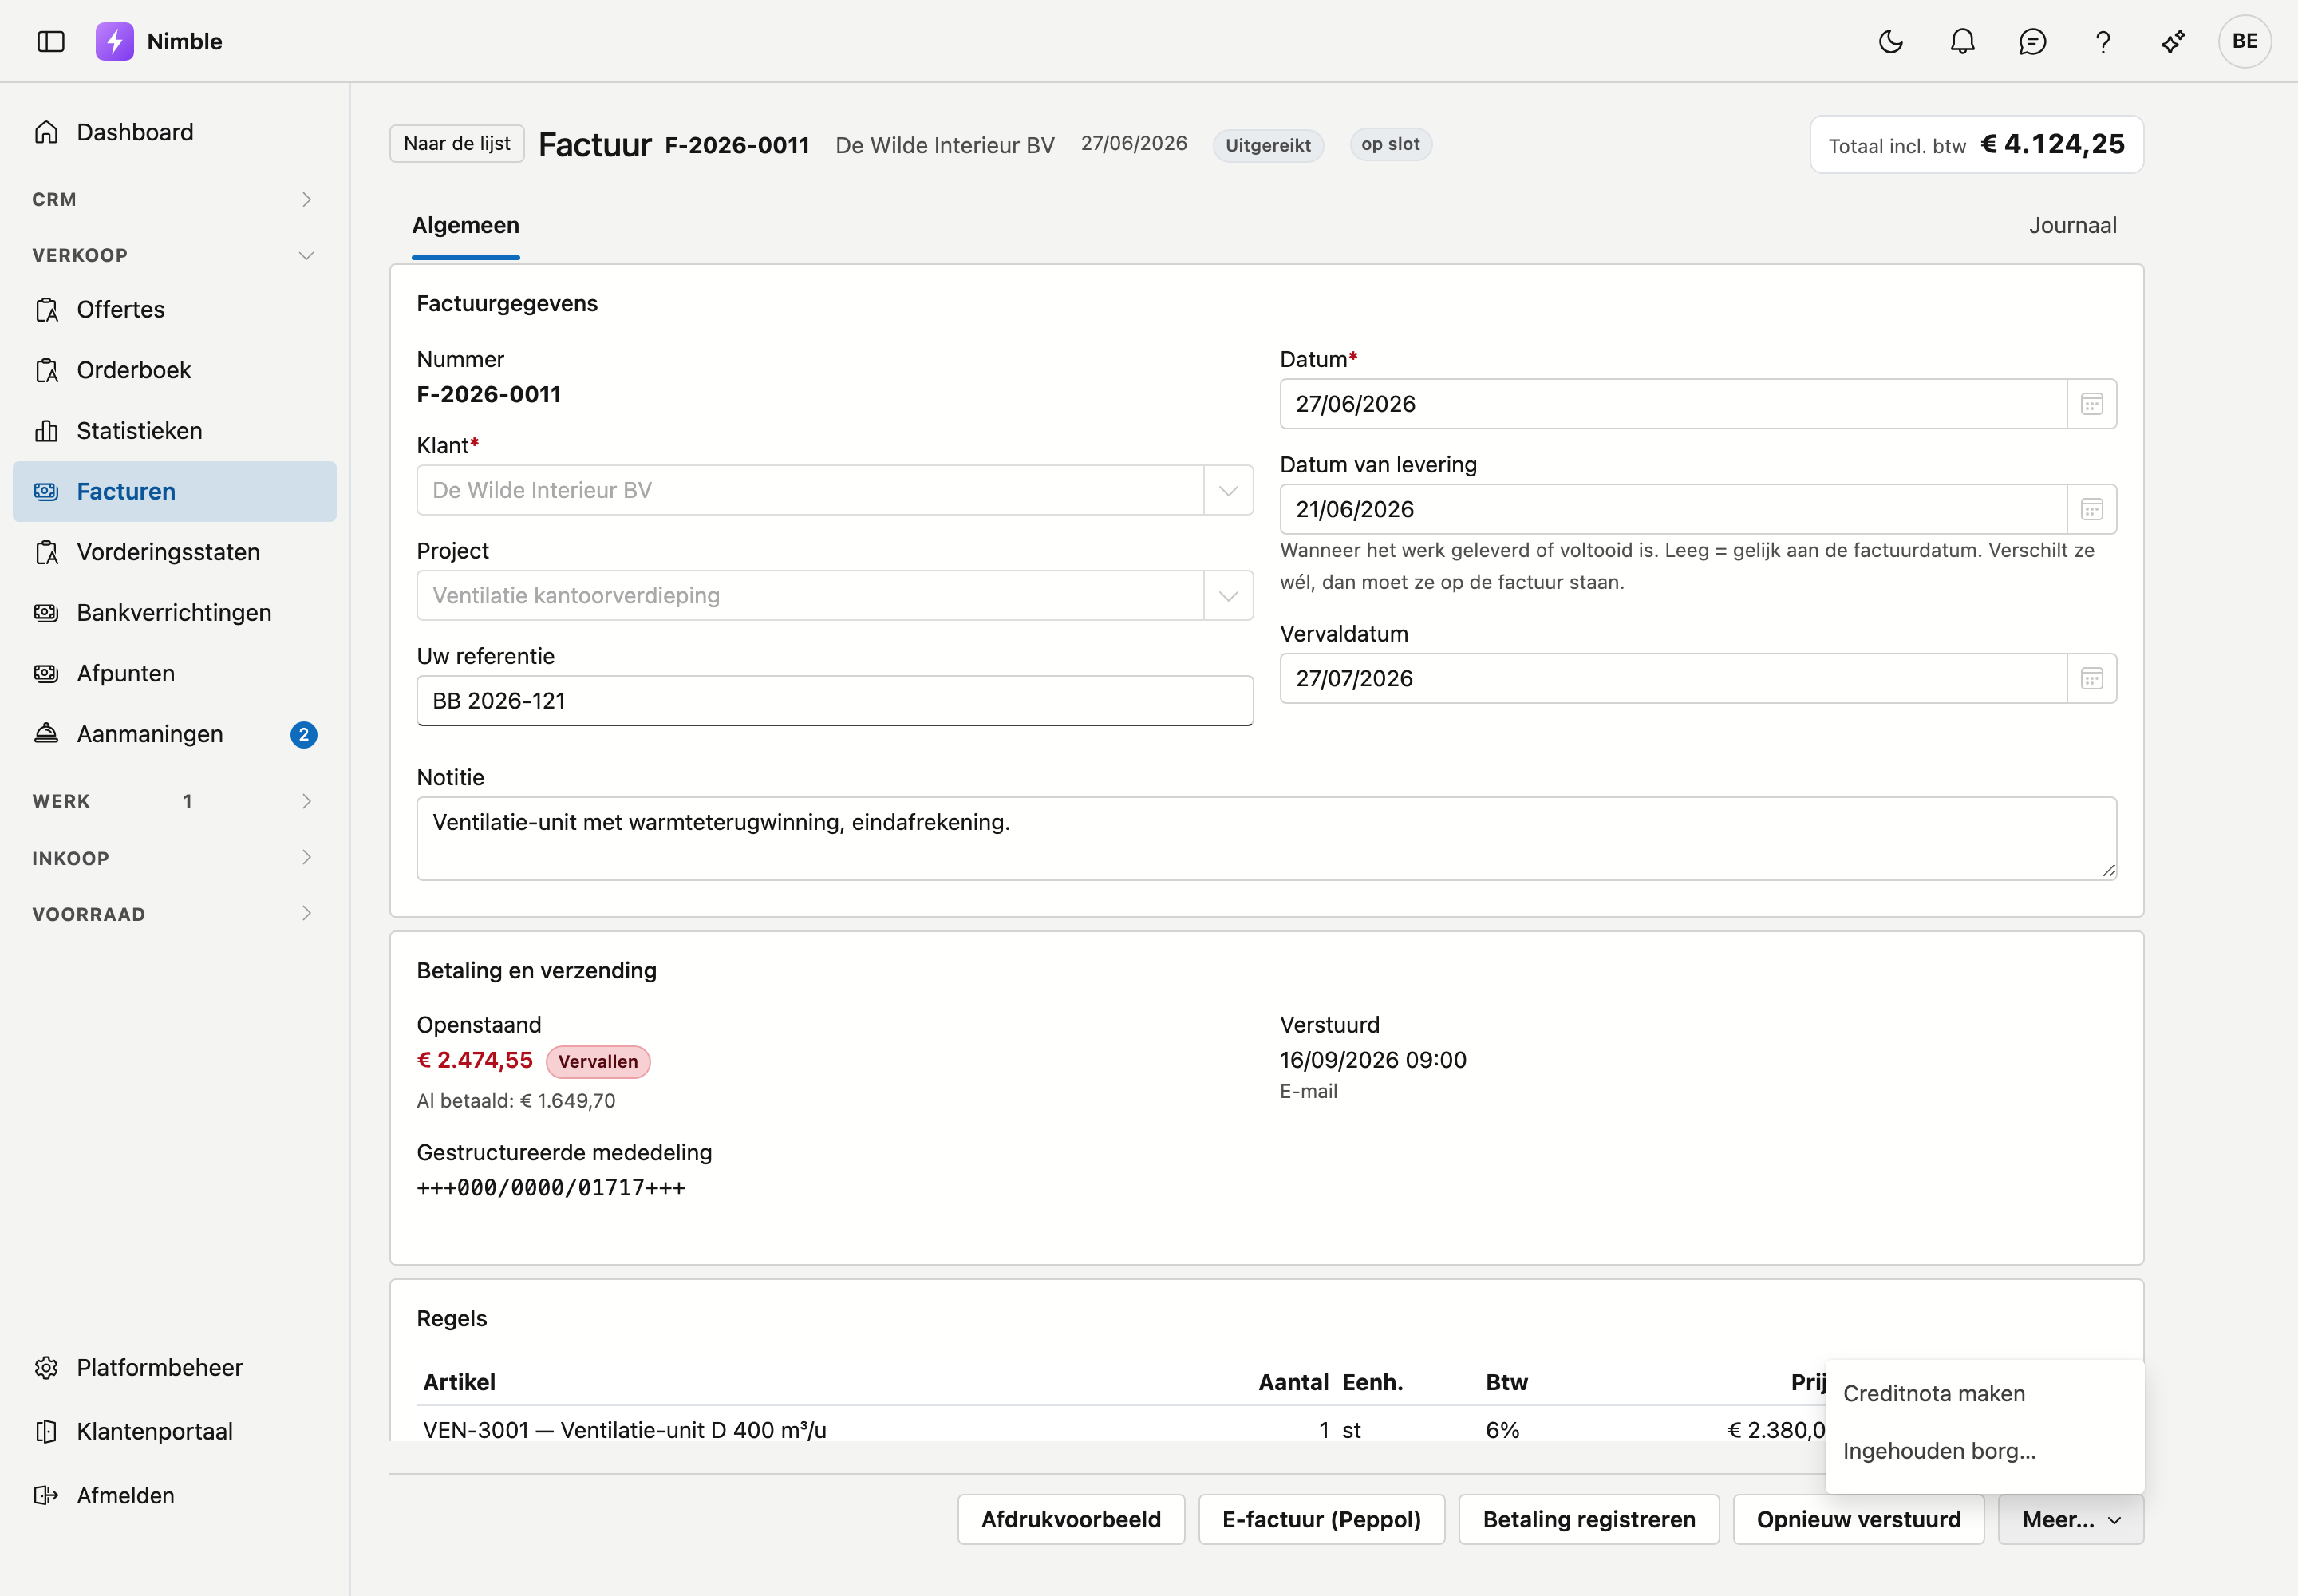 Nimble
BE
Dashboard
CRM
VERKOOP
Offertes
Orderboek
Statistieken
Facturen
Vorderingsstaten
Bankverrichtingen
Afpunten
Aanmaningen 2
WERK 1
INKOOP
VOORRAAD
Platformbeheer
Klantenportaal
Afmelden
Naar de lijst Factuur F-2026-0011 De Wilde Interieur BV 27/06/2026 Uitgereikt op slot Totaal incl. btw € 4.124,25
Algemeen Journaal
Factuurgegevens
Nummer
F-2026-0011
Klant*
De Wilde Interieur BV
Project
Ventilatie kantoorverdieping
Uw referentie
BB 2026-121
Datum*
27/06/2026
Datum van levering
21/06/2026
Wanneer het werk geleverd of voltooid is. Leeg = gelijk aan de factuurdatum. Verschilt ze
wél, dan moet ze op de factuur staan.
Vervaldatum
27/07/2026
Notitie
Ventilatie-unit met warmteterugwinning, eindafrekening.
Betaling en verzending
Openstaand
€ 2.474,55 Vervallen
Al betaald: € 1.649,70
Gestructureerde mededeling
+++000/0000/01717+++
Verstuurd
16/09/2026 09:00
E-mail
Regels
Artikel Aantal Eenh. Btw Prij
VEN-3001 — Ventilatie-unit D 400 m³/u 1 st 6% € 2.380,0
Creditnota maken
Ingehouden borg...
Afdrukvoorbeeld E-factuur (Peppol) Betaling registreren Opnieuw verstuurd Meer...